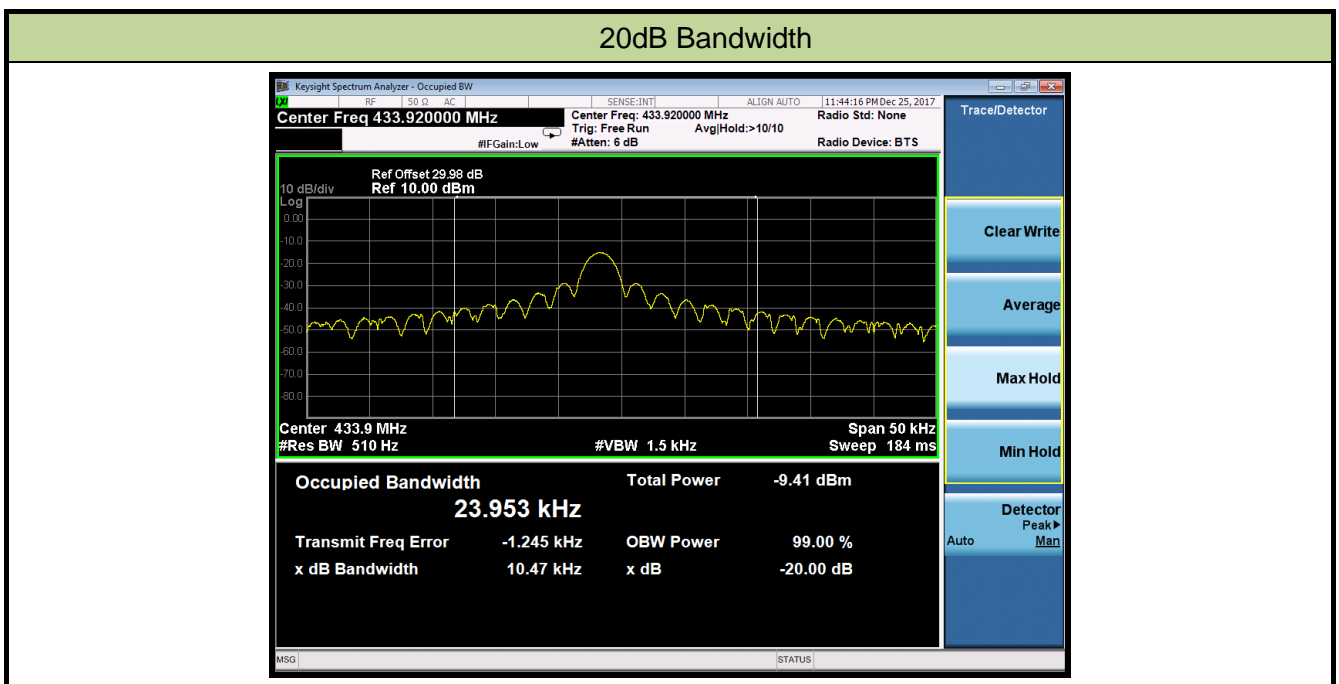 20dB Bandwidth
Keysight Spectrum Analyzer - Occupied BW
LXI RF 50 Ω AC SENSE:INT ALIGN AUTO 11:44:16 PM Dec 25, 2017
Center Freq 433.920000 MHz
Center Freq: 433.920000 MHz
Radio Std: None
Trig: Free Run Avg|Hold:>10/10
#IFGain:Low #Atten: 6 dB Radio Device: BTS
Trace/Detector
Ref Offset 29.98 dB
10 dB/div Ref 10.00 dBm
Log
0.00
-10.0
-20.0
-30.0
-40.0
-50.0
-60.0
-70.0
-80.0
Center 433.9 MHz Span 50 kHz
#Res BW 510 Hz #VBW 1.5 kHz Sweep 184 ms
Occupied Bandwidth Total Power -9.41 dBm
23.953 kHz
Transmit Freq Error -1.245 kHz OBW Power 99.00 %
x dB Bandwidth 10.47 kHz x dB -20.00 dB
Clear Write
Average
Max Hold
Min Hold
Detector
Peak▶
Auto Man
MSG STATUS